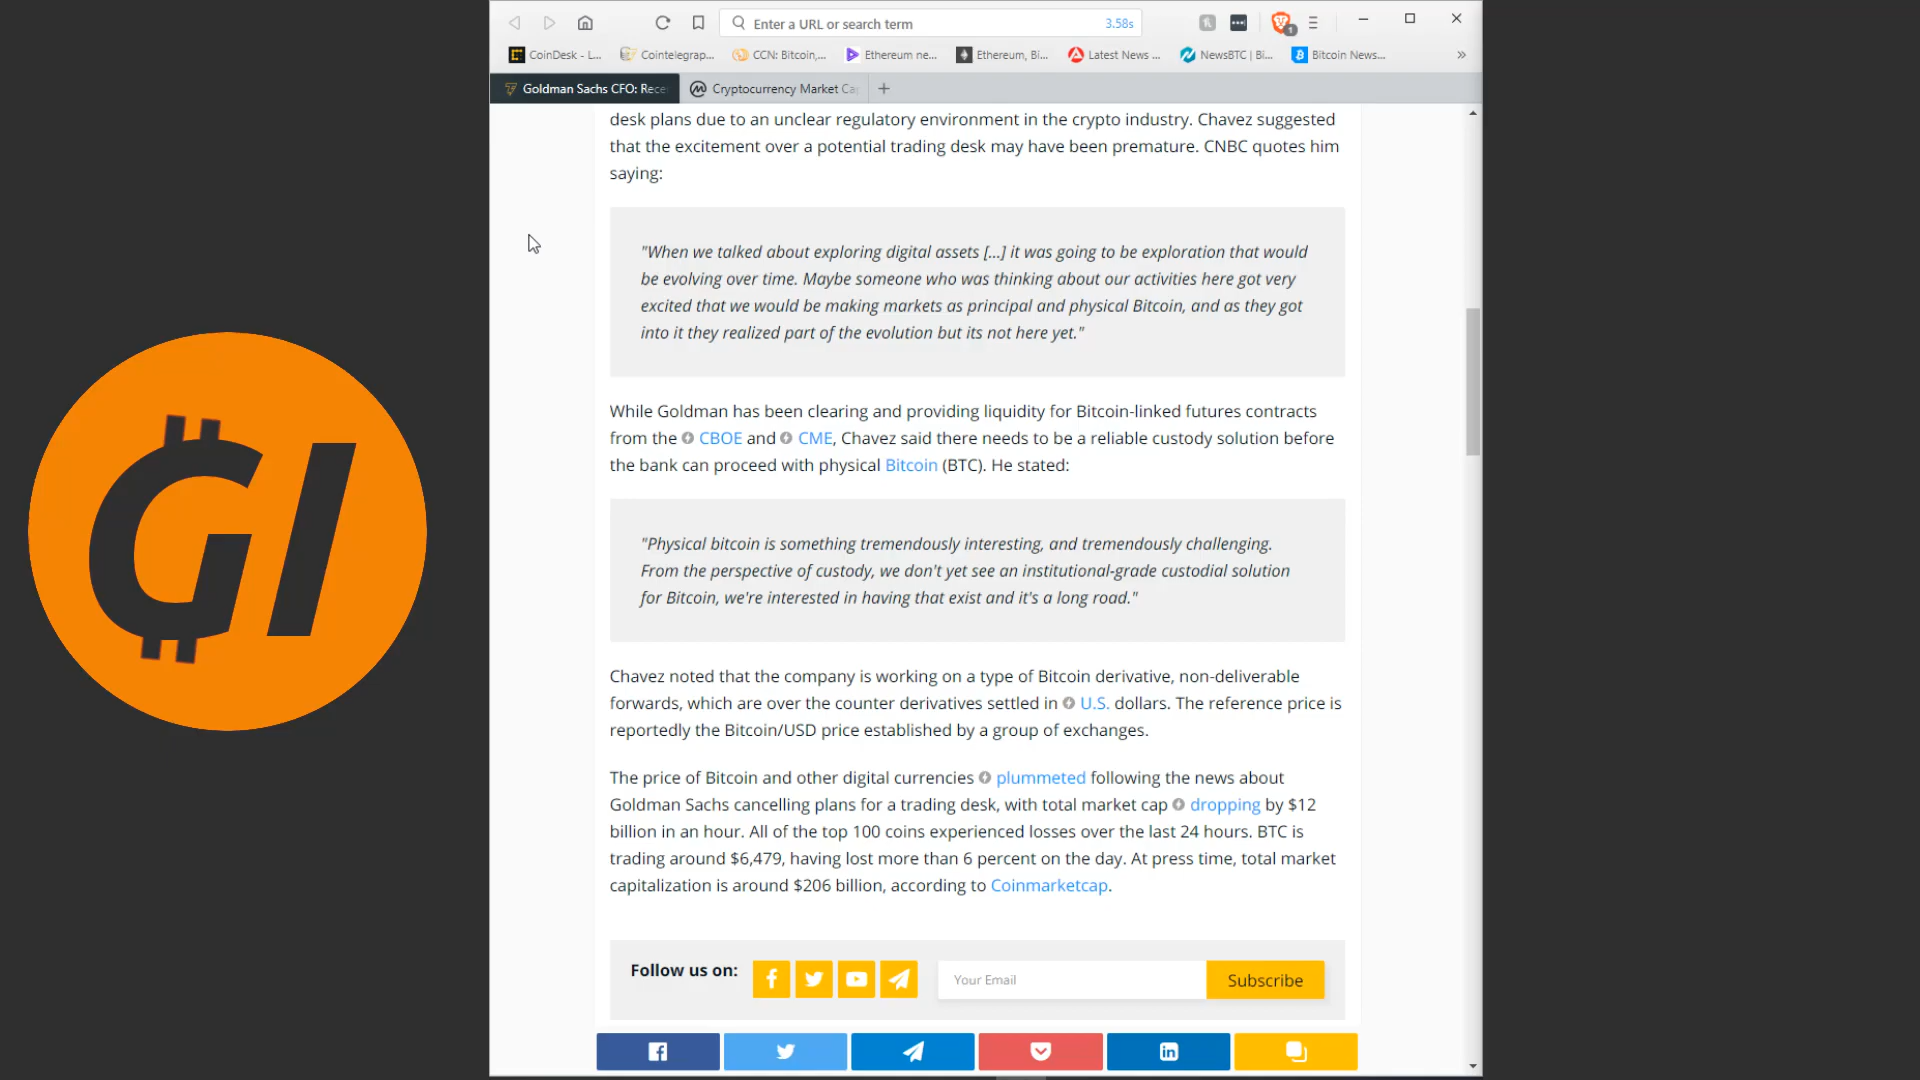 Enter a URL or search term
3.58s
1
CoinDesk - L...
Cointelegrap...
CCN: Bitcoin,...
Ethereum ne...
Ethereum, Bi...
Latest News ...
NewsBTC | Bi...
Bitcoin News...
Goldman Sachs CFO: Rece
Cryptocurrency Market Ca
desk plans due to an unclear regulatory environment in the crypto industry. Chavez suggested
that the excitement over a potential trading desk may have been premature. CNBC quotes him
saying:
"When we talked about exploring digital assets [...] it was going to be exploration that would
be evolving over time. Maybe someone who was thinking about our activities here got very
excited that we would be making markets as principal and physical Bitcoin, and as they got
into it they realized part of the evolution but its not here yet."
GI
While Goldman has been clearing and providing liquidity for Bitcoin-linked futures contracts
from the CBOE and CME, Chavez said there needs to be a reliable custody solution before
the bank can proceed with physical Bitcoin (BTC). He stated:
"Physical bitcoin is something tremendously interesting, and tremendously challenging.
From the perspective of custody, we don't yet see an institutional-grade custodial solution
for Bitcoin, we're interested in having that exist and it's a long road."
Chavez noted that the company is working on a type of Bitcoin derivative, non-deliverable
forwards, which are over the counter derivatives settled in U.S. dollars. The reference price is
reportedly the Bitcoin/USD price established by a group of exchanges.
The price of Bitcoin and other digital currencies plummeted following the news about
Goldman Sachs cancelling plans for a trading desk, with total market cap dropping by $12
billion in an hour. All of the top 100 coins experienced losses over the last 24 hours. BTC is
trading around $6,479, having lost more than 6 percent on the day. At press time, total market
capitalization is around $206 billion, according to Coinmarketcap.
Follow us on:
Your Email
Subscribe